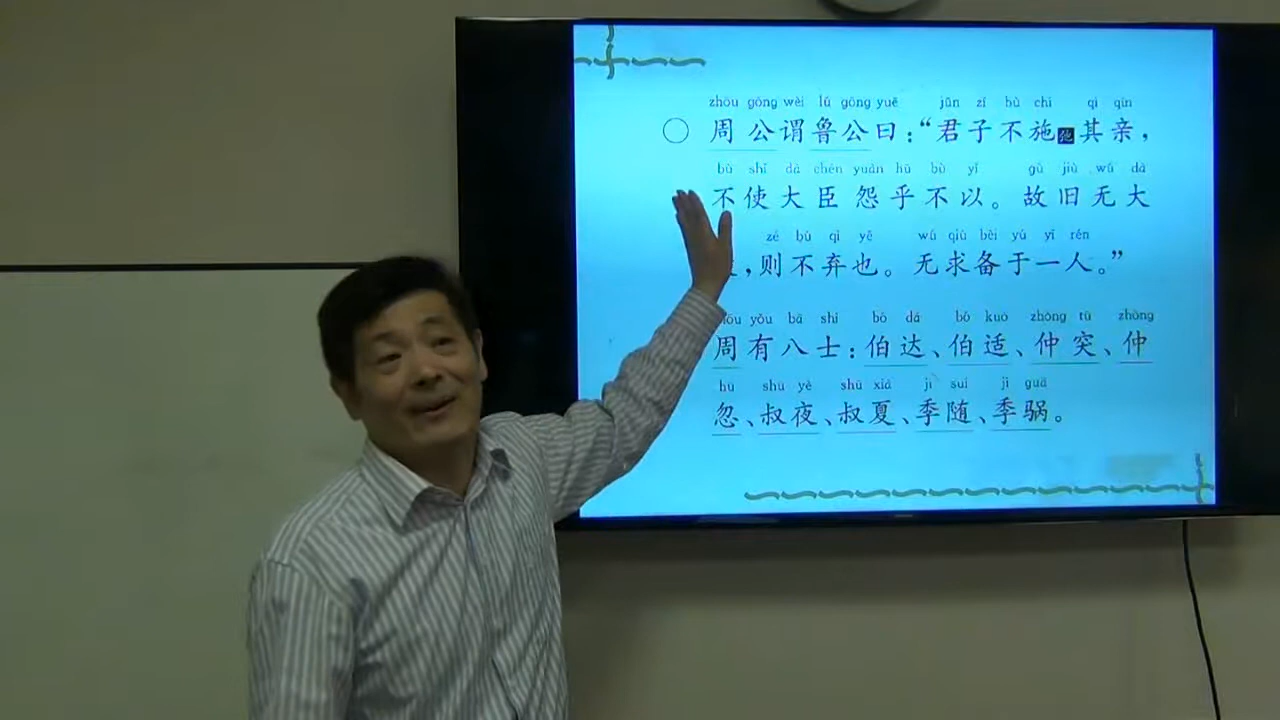 zhōu gōng wèi lǔ gōng yuē jūn zǐ bù chí qí qīn
○ 周公谓鲁公曰：“君子不施弛其亲，
bù shǐ dà chén yuàn hū bù yǐ gù jiù wú dà
不使大臣怨乎不以。故旧无大
zé bù qì yě wú qiú bèi yú yī rén
，则不弃也。无求备于一人。”
yǒu bā shì bó dá bó kuò zhòng tū zhòng
周有八士：伯达、伯适、仲突、仲
hū shū yè shū xià jì suí jì guā
忽、叔夜、叔夏、季随、季骀。